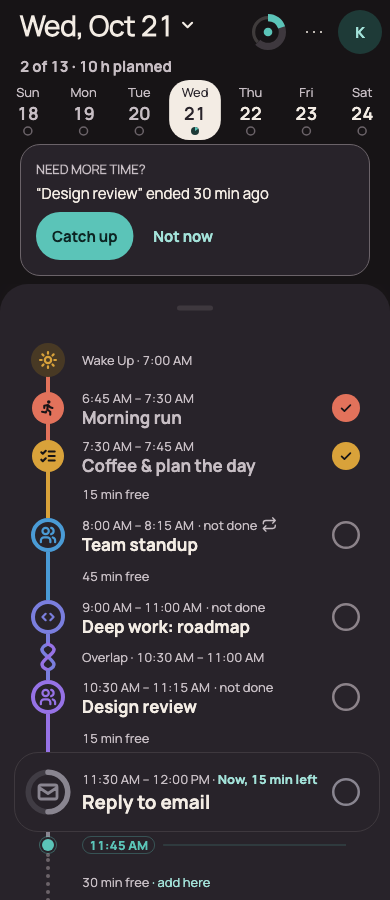 Wed, Oct 21
K
2 of 13 · 10 h planned
Sun Mon Tue Wed Thu Fri Sat
18 19 20 21 22 23 24
NEED MORE TIME?
"Design review" ended 30 min ago
Catch up Not now
Wake Up · 7:00 AM
6:45 AM – 7:30 AM
Morning run
7:30 AM – 7:45 AM
Coffee & plan the day
15 min free
8:00 AM – 8:15 AM · not done
Team standup
45 min free
9:00 AM – 11:00 AM · not done
Deep work: roadmap
Overlap · 10:30 AM – 11:00 AM
10:30 AM – 11:15 AM · not done
Design review
15 min free
11:30 AM – 12:00 PM · Now, 15 min left
Reply to email
11:45 AM
30 min free · add here